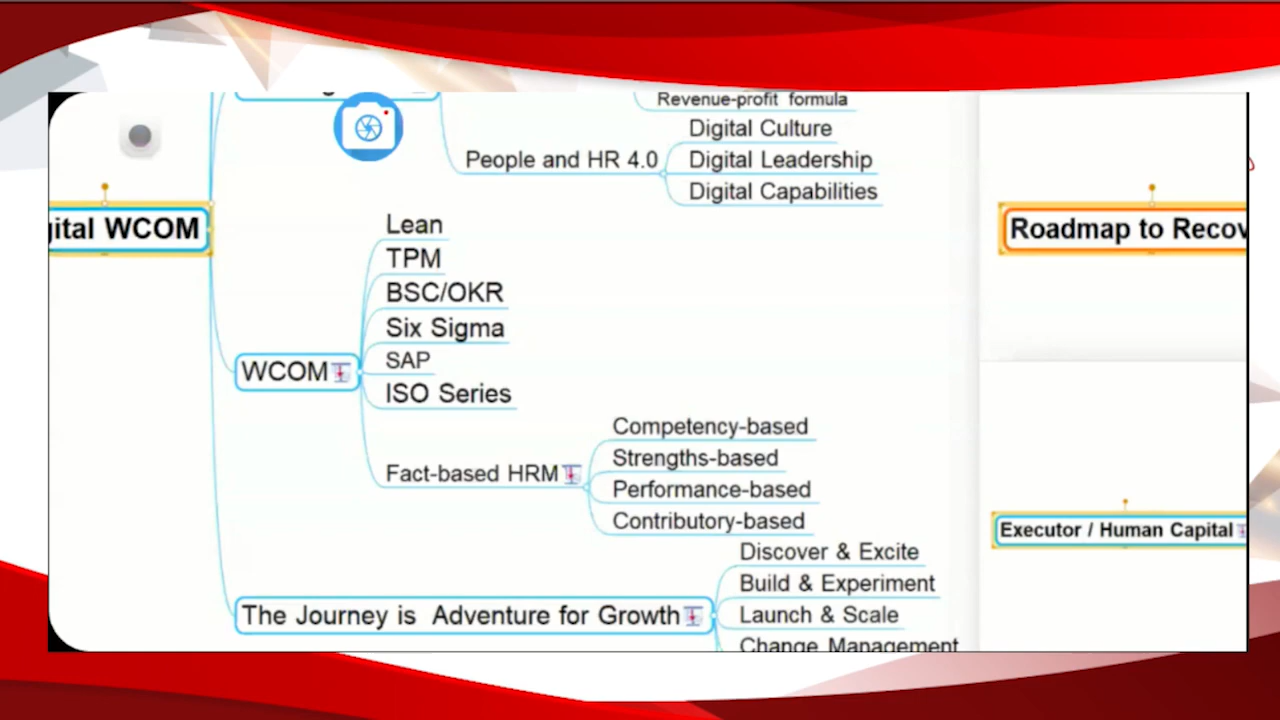 Revenue-profit formula
Digital Culture
People and HR 4.0
Digital Leadership
Digital Capabilities
gital WCOM
Lean
TPM
BSC/OKR
Six Sigma
WCOM
SAP
ISO Series
Competency-based
Strengths-based
Fact-based HRM
Performance-based
Contributory-based
Discover & Excite
Build & Experiment
The Journey is Adventure for Growth
Launch & Scale
Change Management
Roadmap to Recov
Executor / Human Capital